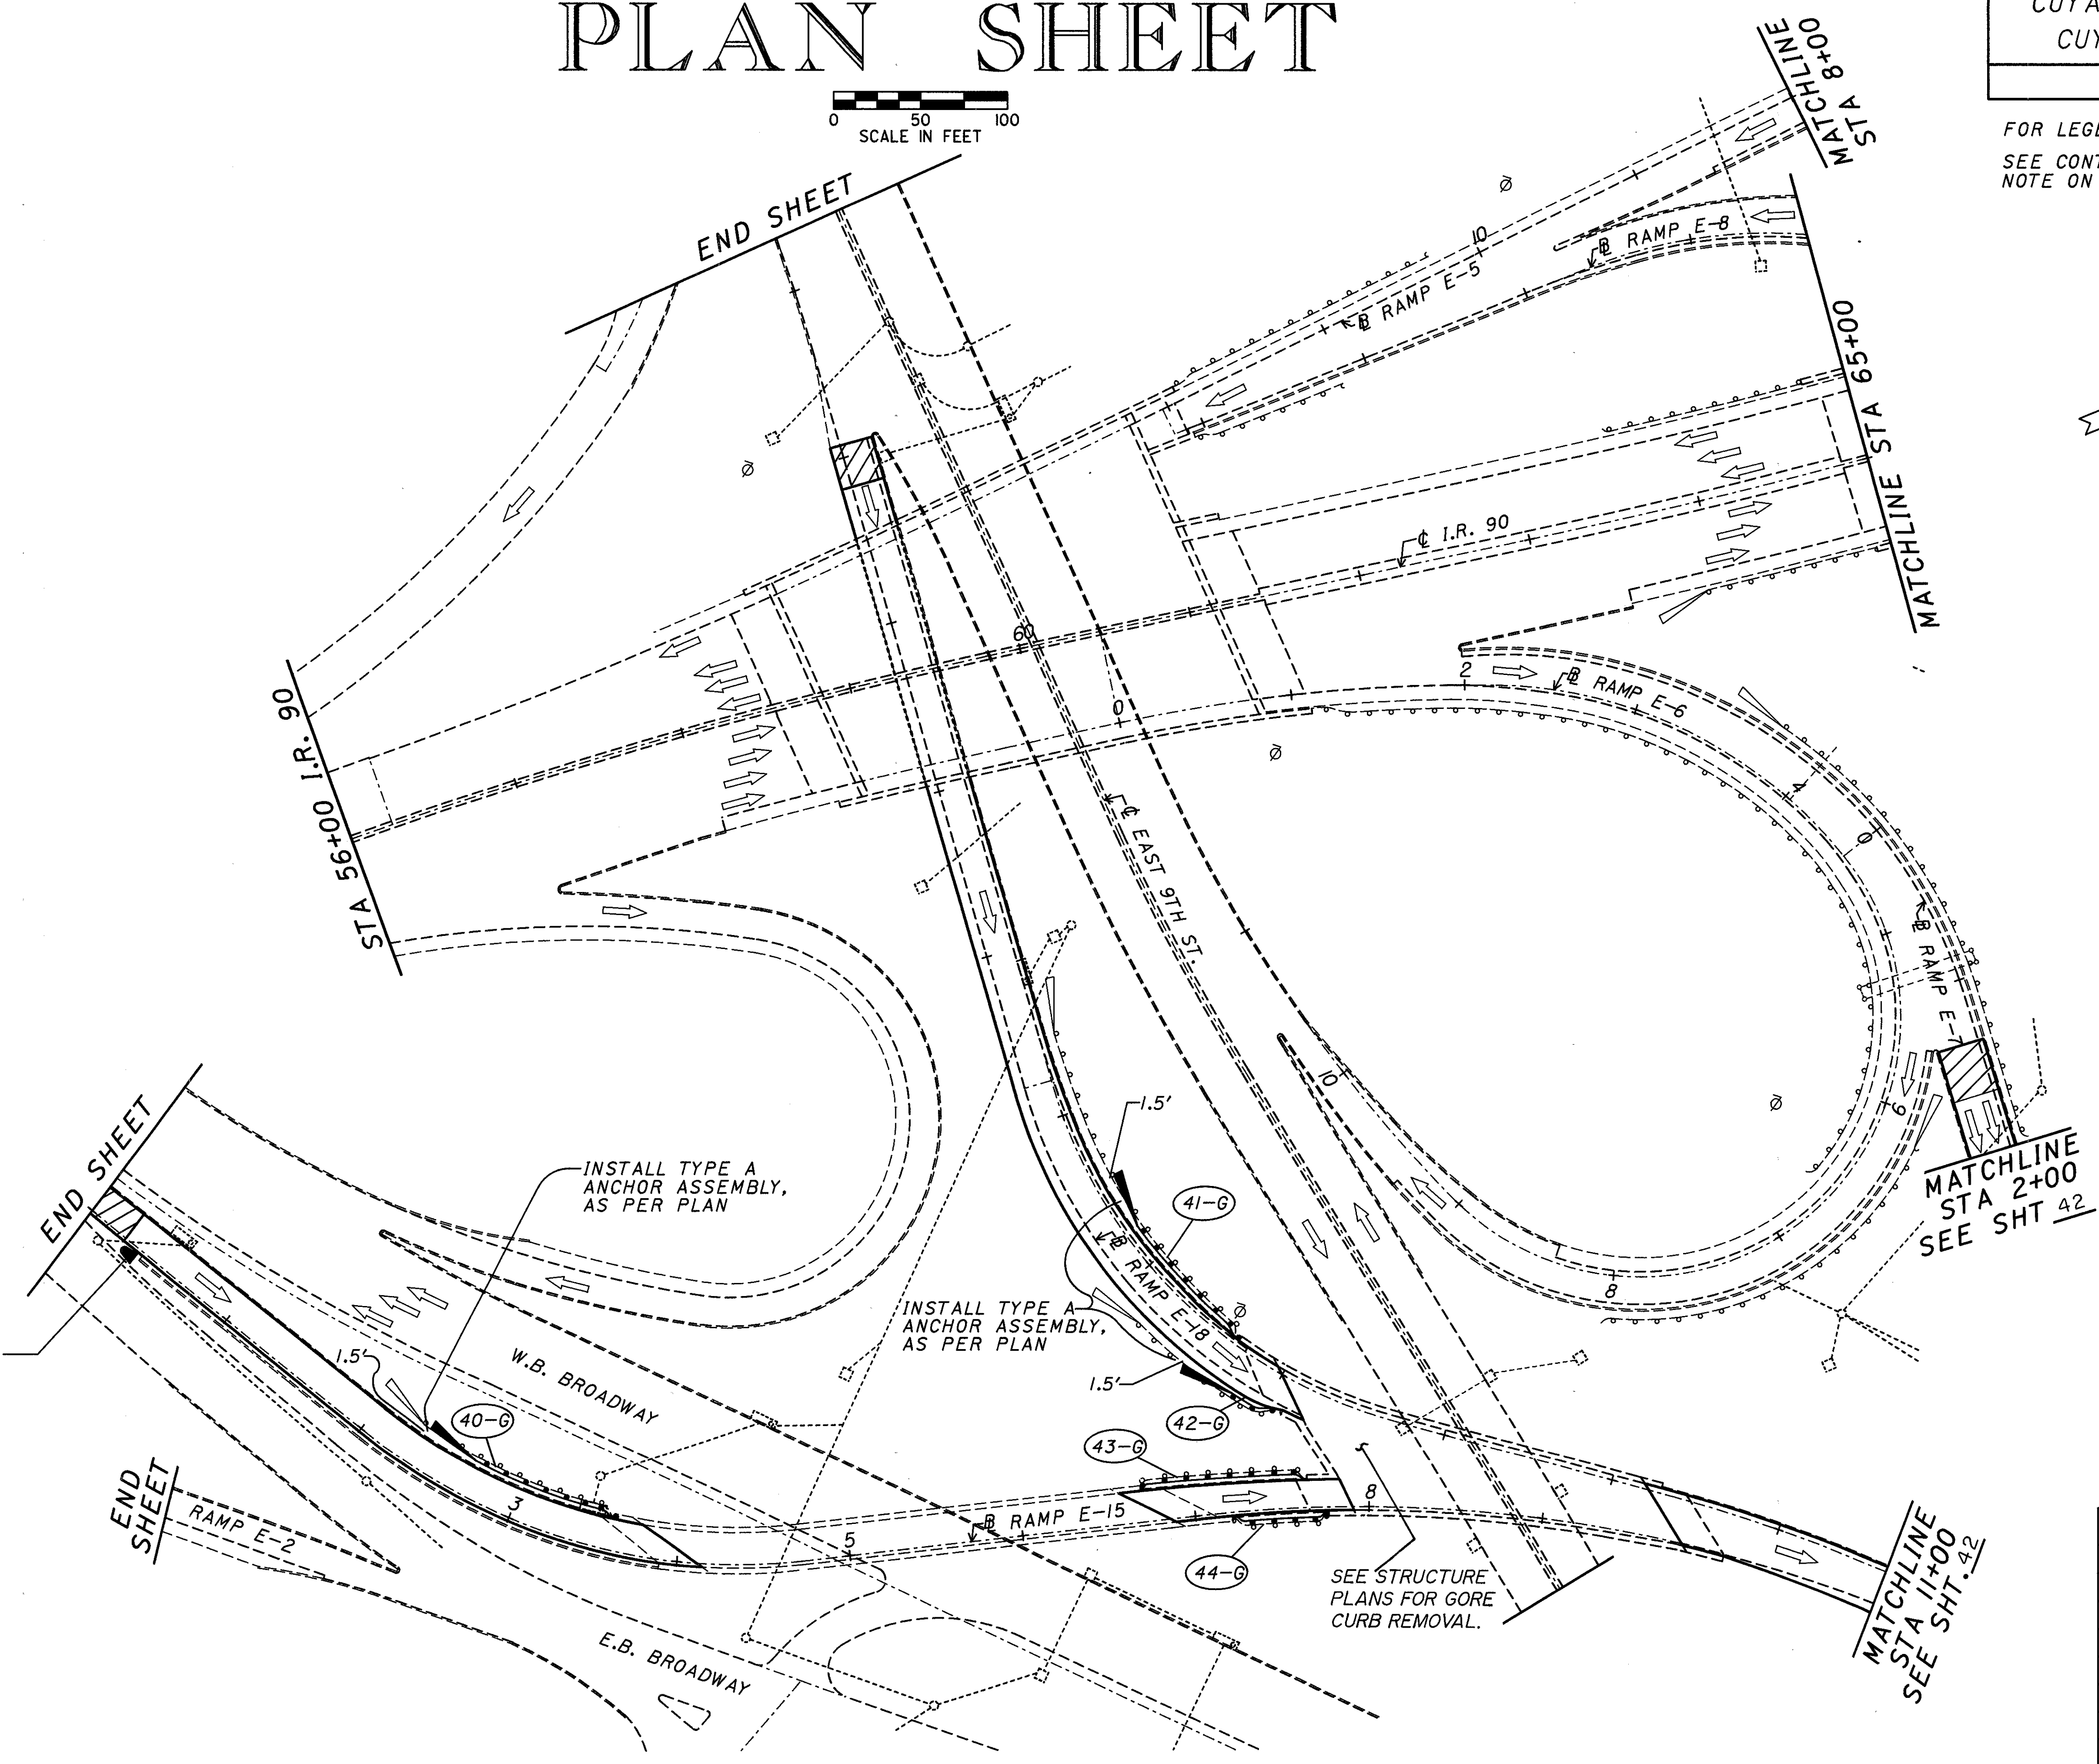 PLAN SHEET
0 50 100
SCALE IN FEET
CUY
FOR LEGE
SEE CONT
NOTE ON
MATCHLINE
STA 8+00
END SHEET
10
℄ RAMP E-8
℄ RAMP E-5
MATCHLINE STA 65+00
℄ I.R. 90
60
0
2
℄ RAMP E-6
4
0
STA 56+00 I.R. 90
℄ EAST 9TH ST.
℄ RAMP E-7
10
6
8
MATCHLINE
STA 2+00
SEE SHT 42
END SHEET
INSTALL TYPE A
ANCHOR ASSEMBLY,
AS PER PLAN
1.5'
41-G
℄ RAMP E-18
INSTALL TYPE A
ANCHOR ASSEMBLY,
AS PER PLAN
1.5'
42-G
W.B. BROADWAY
1.5'
40-G
43-G
END
SHEET
RAMP E-2
3
5
℄ RAMP E-15
8
44-G
SEE STRUCTURE
PLANS FOR GORE
CURB REMOVAL.
E.B. BROADWAY
MATCHLINE
STA 11+00
SEE SHT. 42